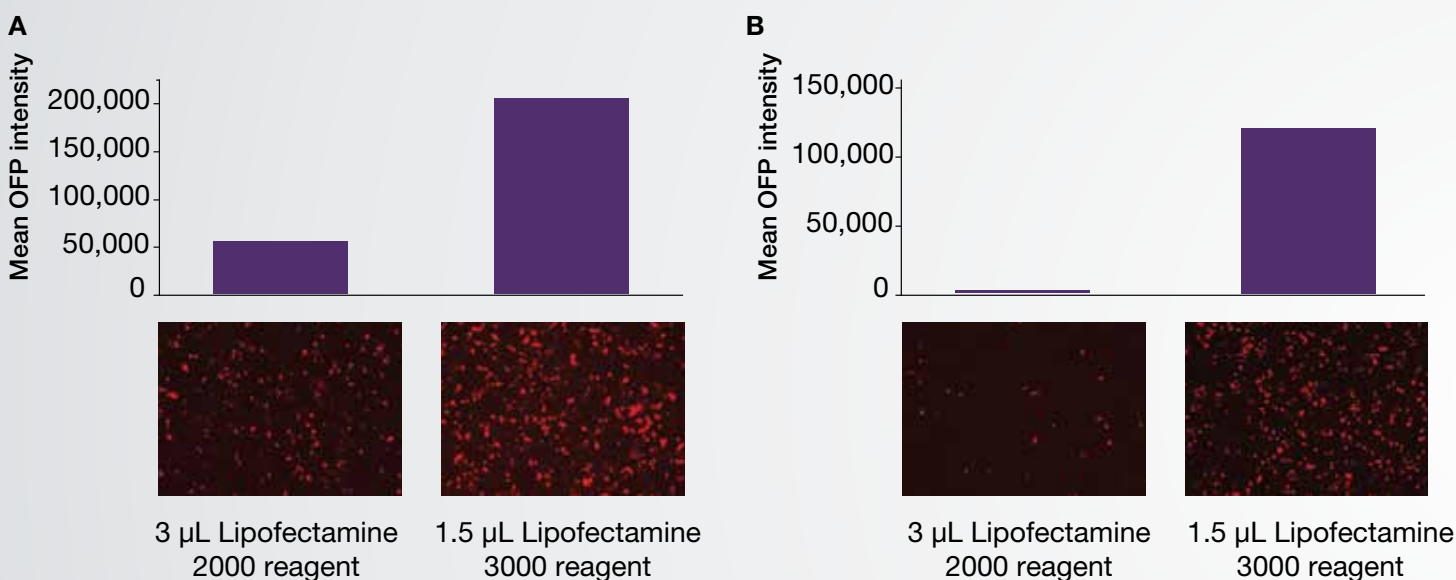 A
Mean OFP intensity
200,000
150,000
100,000
50,000
0
3 µL Lipofectamine
2000 reagent
1.5 µL Lipofectamine
3000 reagent
B
Mean OFP intensity
150,000
100,000
50,000
0
3 µL Lipofectamine
2000 reagent
1.5 µL Lipofectamine
3000 reagent